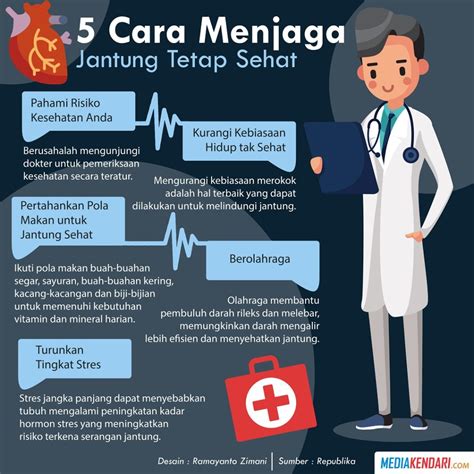 5 Cara Menjaga
Jantung Tetap Sehat
Pahami Risiko
Kesehatan Anda
Berusahalah mengunjungi
dokter untuk pemeriksaan
kesehatan secara teratur.
Kurangi Kebiasaan
Hidup tak Sehat
Mengurangi kebiasaan merokok
adalah hal terbaik yang dapat
dilakukan untuk melindungi jantung.
Pertahankan Pola
Makan untuk
Jantung Sehat
Ikuti pola makan buah-buahan
segar, sayuran, buah-buahan kering,
kacang-kacangan dan biji-bijian
untuk memenuhi kebutuhan
vitamin dan mineral harian.
Berolahraga
Olahraga membantu
pembuluh darah rileks dan melebar,
memungkinkan darah mengalir
lebih efisien dan menyehatkan jantung.
Turunkan
Tingkat Stres
Stres jangka panjang dapat menyebabkan
tubuh mengalami peningkatan kadar
hormon stres yang meningkatkan
risiko terkena serangan jantung.
Desain : Ramayanto Zimani | Sumber : Republika
MEDIAKENDARI.com